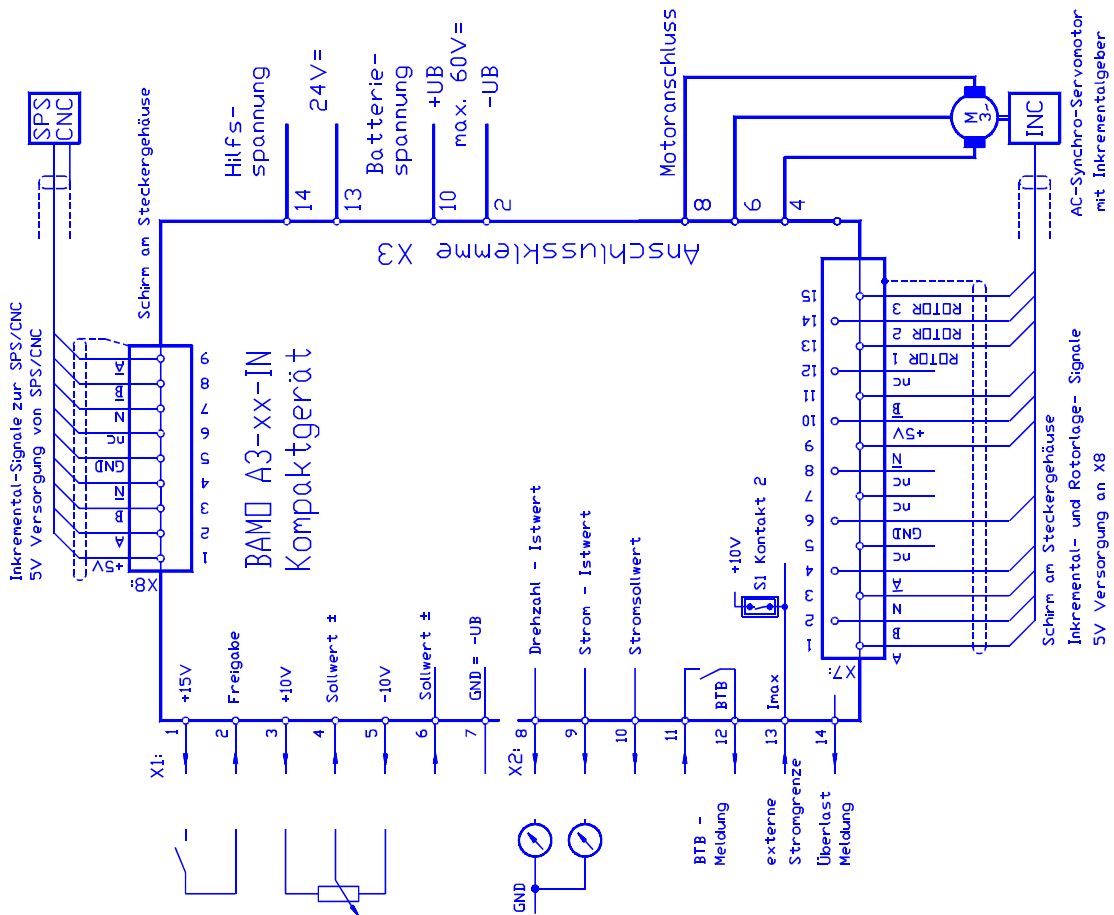 Inkremental-Signale zur SPS/CNC
5V Versorgung von SPS/CNC
SPS
CNC
Schirm am Steckergehäuse
X8:
1 2 3 4 5 6 7 8 9
+5V
A
B
N̅
GND
nc
N
B̅
A̅
BAMO A3-xx-IN
Kompaktgerät
Hilfs-
spannung
24V=
14
13
Batterie-
spannung
+UB
max. 60V=
-UB
10
2
Motoranschluss
8
6
4
Anschlussklemme X3
M
3~
INC
AC-Synchro-Servomotor
mit Inkrementalgeber
X1:
1 +15V
2 Freigabe
3 +10V
4 Sollwert ±
5 -10V
6 Sollwert ±
7 GND = -UB
X2:
8 Drehzahl - Istwert
9 Strom - Istwert
10 Stromsollwert
11
12 BTB
13 Imax
14
+10V
S1 Kontakt 2
GND
BTB -
Meldung
externe
Stromgrenze
Überlast
Meldung
X7:
1 2 3 4 5 6 7 8 9 10 11 12 13 14 15
A
B
N
A̅
nc
GND
nc
nc
N̅
+5V
B̅
nc
ROTOR 1
ROTOR 2
ROTOR 3
Schirm am Steckergehäuse
Inkremental- und Rotorlage- Signale
5V Versorgung an X8